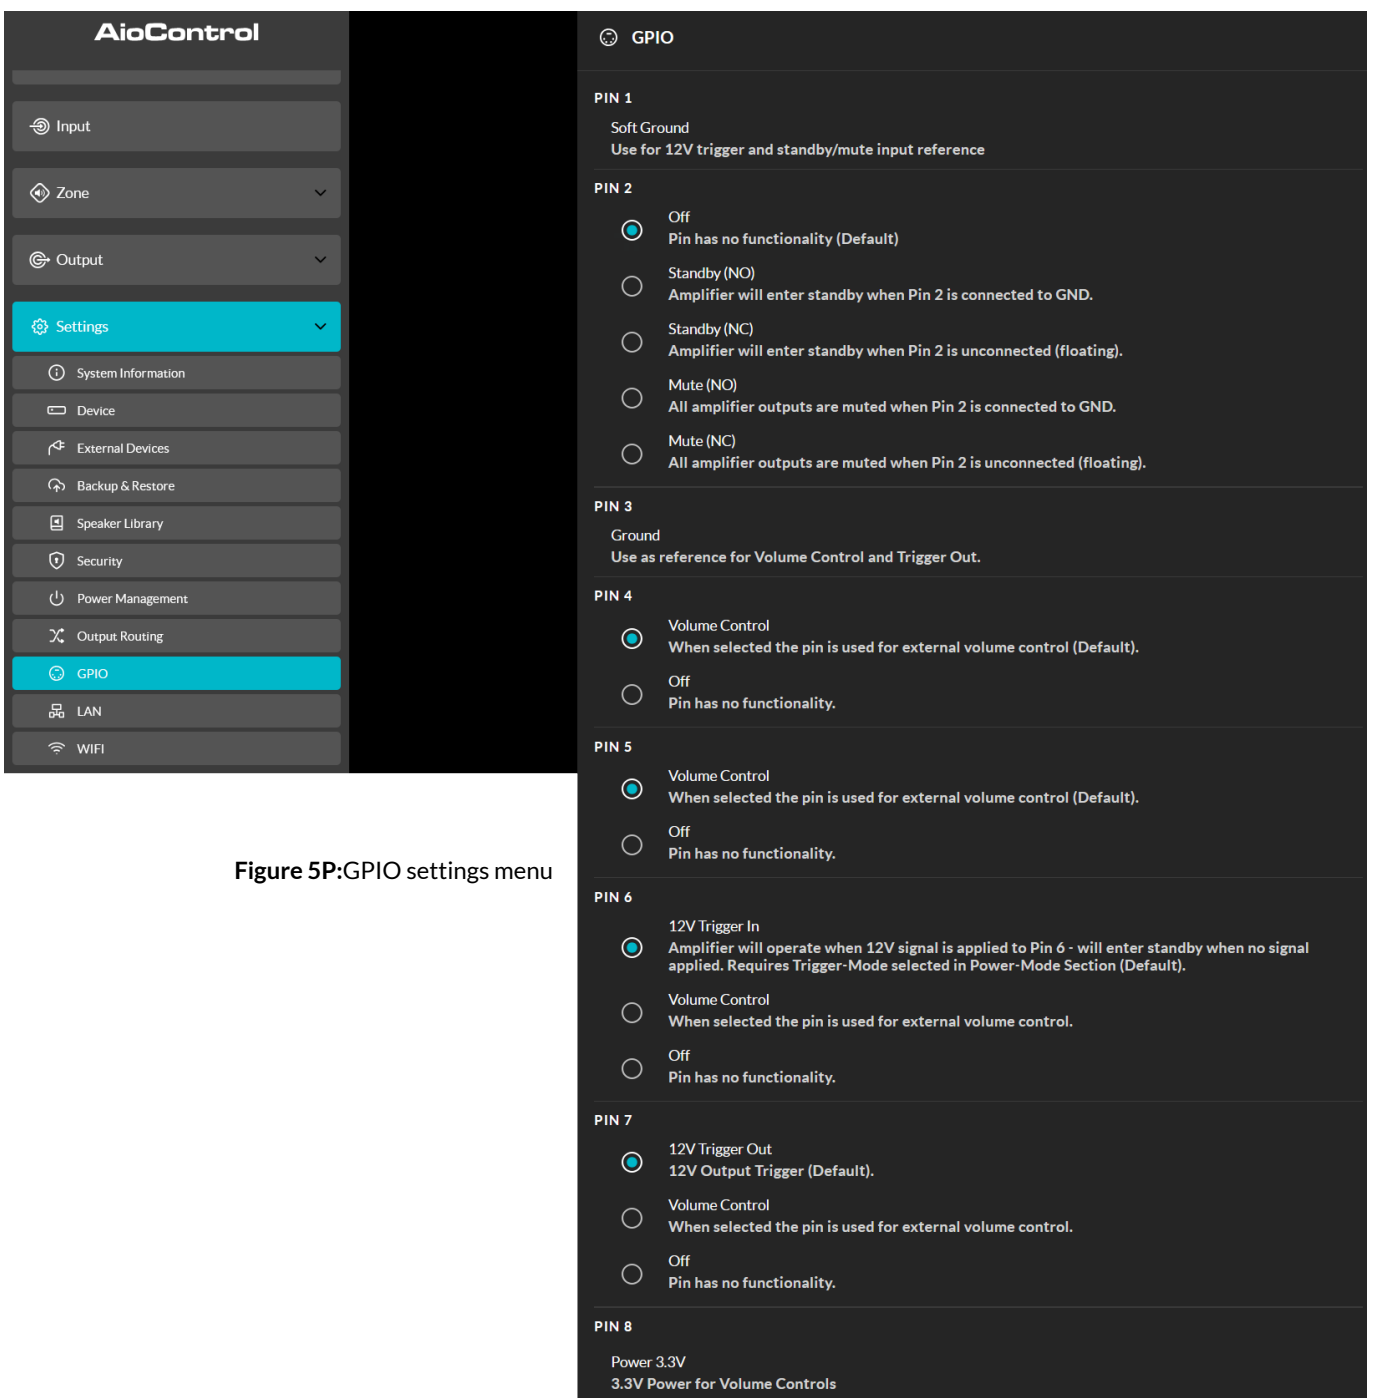 AioControl
Input
Zone
Output
Settings
System Information
Device
External Devices
Backup & Restore
Speaker Library
Security
Power Management
Output Routing
GPIO
LAN
WIFI
Figure 5P:GPIO settings menu
GPIO
PIN 1
Soft Ground
Use for 12V trigger and standby/mute input reference
PIN 2
Off
Pin has no functionality (Default)
Standby (NO)
Amplifier will enter standby when Pin 2 is connected to GND.
Standby (NC)
Amplifier will enter standby when Pin 2 is unconnected (floating).
Mute (NO)
All amplifier outputs are muted when Pin 2 is connected to GND.
Mute (NC)
All amplifier outputs are muted when Pin 2 is unconnected (floating).
PIN 3
Ground
Use as reference for Volume Control and Trigger Out.
PIN 4
Volume Control
When selected the pin is used for external volume control (Default).
Off
Pin has no functionality.
PIN 5
Volume Control
When selected the pin is used for external volume control (Default).
Off
Pin has no functionality.
PIN 6
12V Trigger In
Amplifier will operate when 12V signal is applied to Pin 6 - will enter standby when no signal
applied. Requires Trigger-Mode selected in Power-Mode Section (Default).
Volume Control
When selected the pin is used for external volume control.
Off
Pin has no functionality.
PIN 7
12V Trigger Out
12V Output Trigger (Default).
Volume Control
When selected the pin is used for external volume control.
Off
Pin has no functionality.
PIN 8
Power 3.3V
3.3V Power for Volume Controls